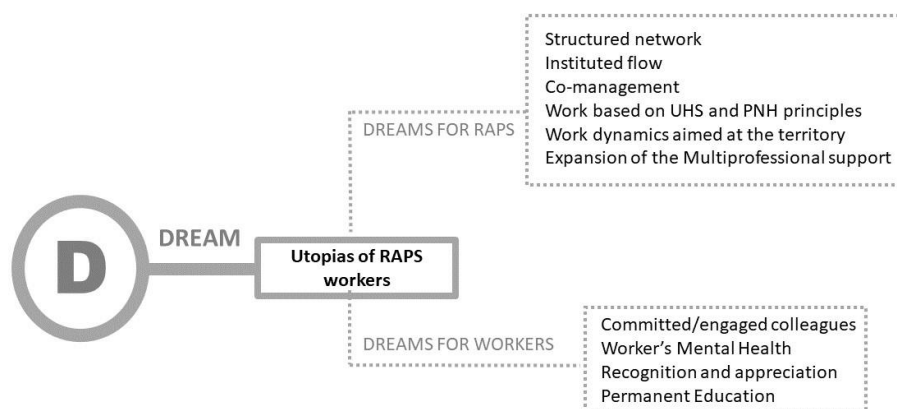 D
DREAM
Utopias of RAPS
workers
DREAMS FOR RAPS
Structured network
Instituted flow
Co-management
Work based on UHS and PNH principles
Work dynamics aimed at the territory
Expansion of the Multiprofessional support
DREAMS FOR WORKERS
Committed/engaged colleagues
Worker's Mental Health
Recognition and appreciation
Permanent Education